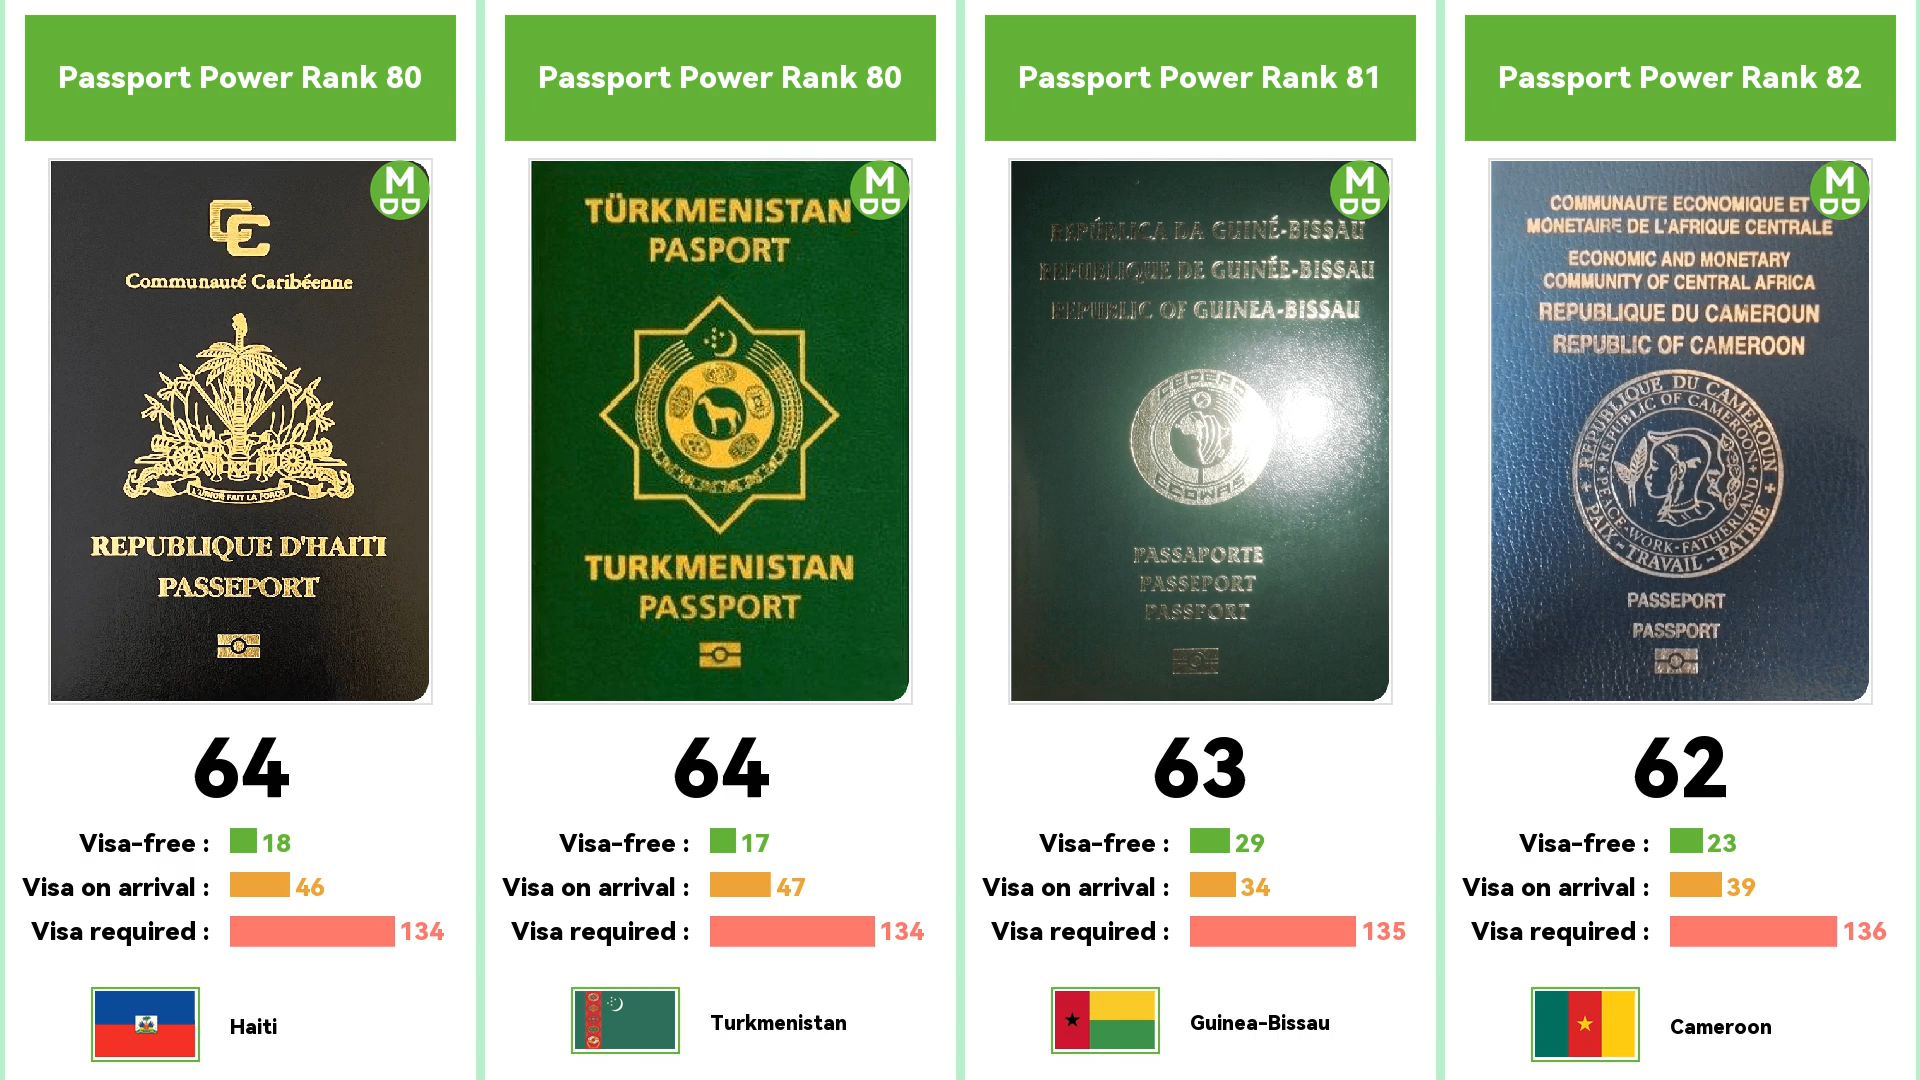 Passport Power Rank 80
M
DD
CC
Communauté Caribéenne
L'UNION FAIT LA FORCE
REPUBLIQUE D'HAITI
PASSEPORT
64
Visa-free : 18
Visa on arrival : 46
Visa required : 134
Haiti
Passport Power Rank 80
M
DD
TÜRKMENISTAN
PASPORT
TURKMENISTAN
PASSPORT
64
Visa-free : 17
Visa on arrival : 47
Visa required : 134
Turkmenistan
Passport Power Rank 81
M
DD
REPÚBLICA DA GUINÉ-BISSAU
REPUBLIQUE DE GUINÉE-BISSAU
REPUBLIC OF GUINEA-BISSAU
CEDEAO
ECOWAS
PASSAPORTE
PASSEPORT
PASSPORT
63
Visa-free : 29
Visa on arrival : 34
Visa required : 135
Guinea-Bissau
Passport Power Rank 82
M
DD
COMMUNAUTE ECONOMIQUE ET
MONETAIRE DE L'AFRIQUE CENTRALE
ECONOMIC AND MONETARY
COMMUNITY OF CENTRAL AFRICA
REPUBLIQUE DU CAMEROUN
REPUBLIC OF CAMEROON
REPUBLIQUE DU CAMEROUN
REPUBLIC OF CAMEROON
PEACE-WORK-FATHERLAND
PAIX-TRAVAIL-PATRIE
PASSEPORT
PASSPORT
62
Visa-free : 23
Visa on arrival : 39
Visa required : 136
Cameroon